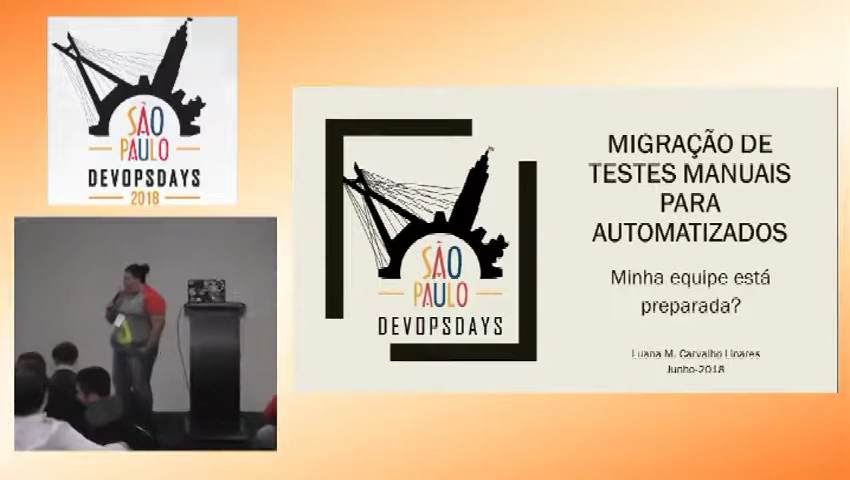 SÃO
PAULO
DEVOPSDAYS
2018
SÃO
PAULO
DEVOPSDAYS
MIGRAÇÃO DE
TESTES MANUAIS
PARA
AUTOMATIZADOS
Minha equipe está
preparada?
Luana M. Carvalho Linares
Junho-2018